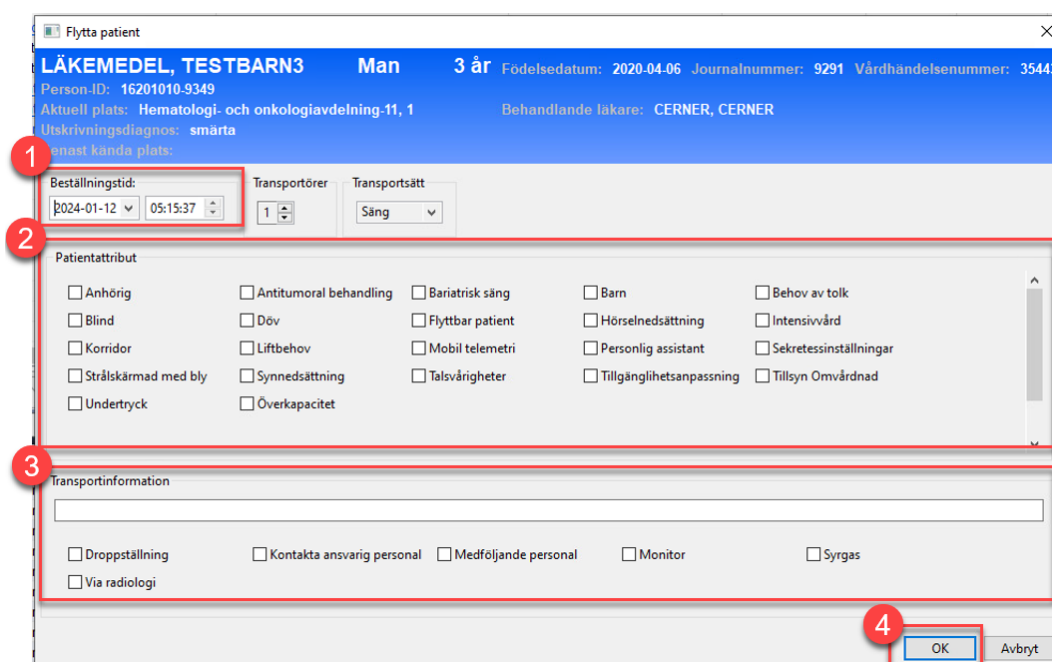 Flytta patient
LÄKEMEDEL, TESTBARN3 Man 3 år Födelsedatum: 2020-04-06 Journalnummer: 9291 Vårdhändelsenummer: 3544
Person-ID: 16201010-9349
Aktuell plats: Hematologi- och onkologiavdelning-11, 1 Behandlande läkare: CERNER, CERNER
Utskrivningsdiagnos: smärta
enast kända plats:
1
Beställningstid: Transportörer Transportsätt
2024-01-12 05:15:37 1 Säng
2
Patientattribut
Anhörig Antitumoral behandling Bariatrisk säng Barn Behov av tolk
Blind Döv Flyttbar patient Hörselnedsättning Intensivvård
Korridor Liftbehov Mobil telemetri Personlig assistant Sekretessinställningar
Strålskärmad med bly Synnedsättning Talsvårigheter Tillgänglihetsanpassning Tillsyn Omvårdnad
Undertryck Överkapacitet
3
Transportinformation
Droppställning Kontakta ansvarig personal Medföljande personal Monitor Syrgas
Via radiologi
4
OK Avbryt